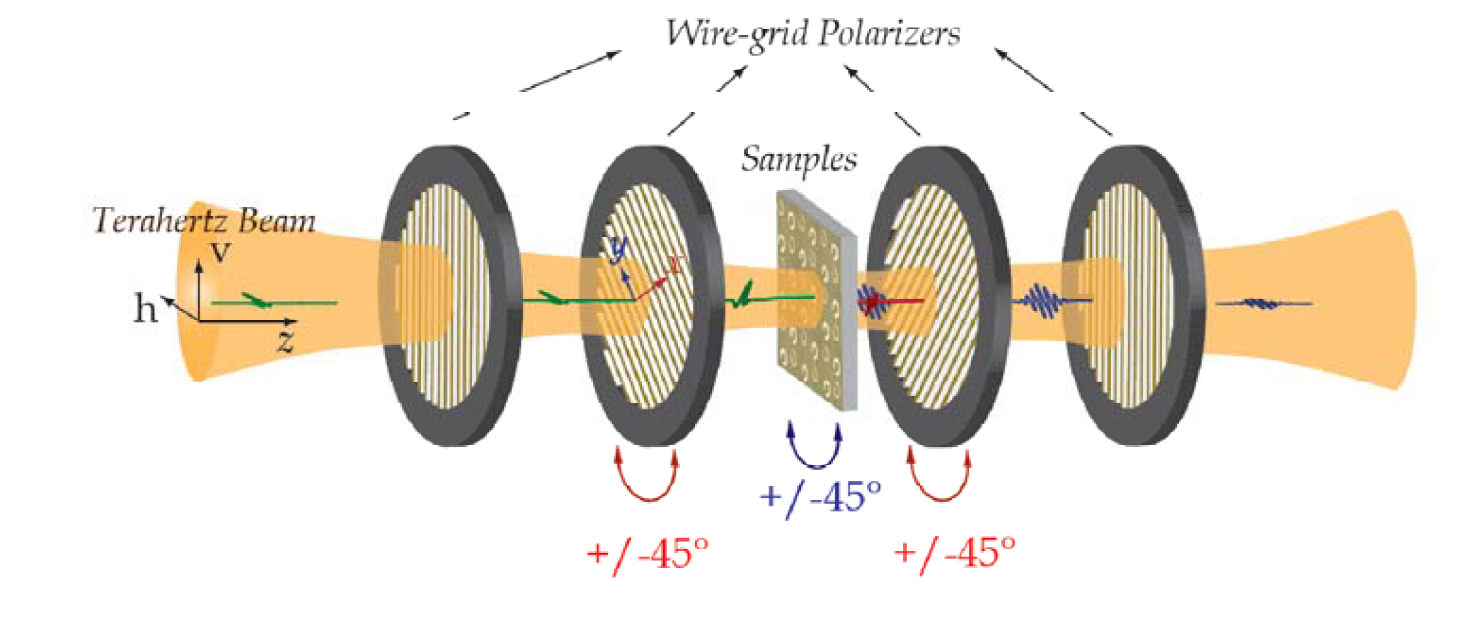 Wire-grid Polarizers
Samples
Terahertz Beam
v
h
z
y
x
+/-45°
+/-45°
+/-45°